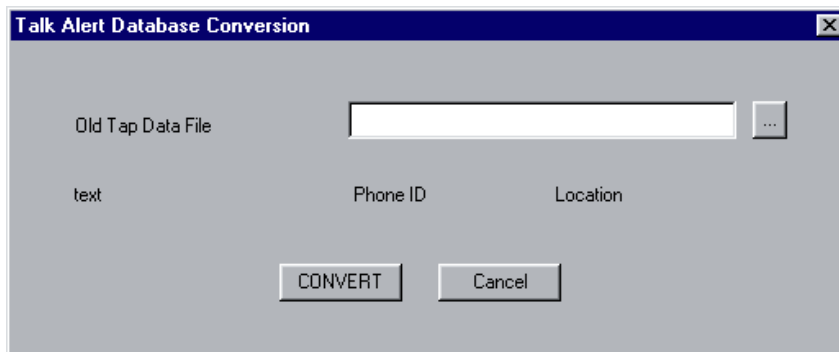 Talk Alert Database Conversion
Old Tap Data File ...
text Phone ID Location
CONVERT Cancel